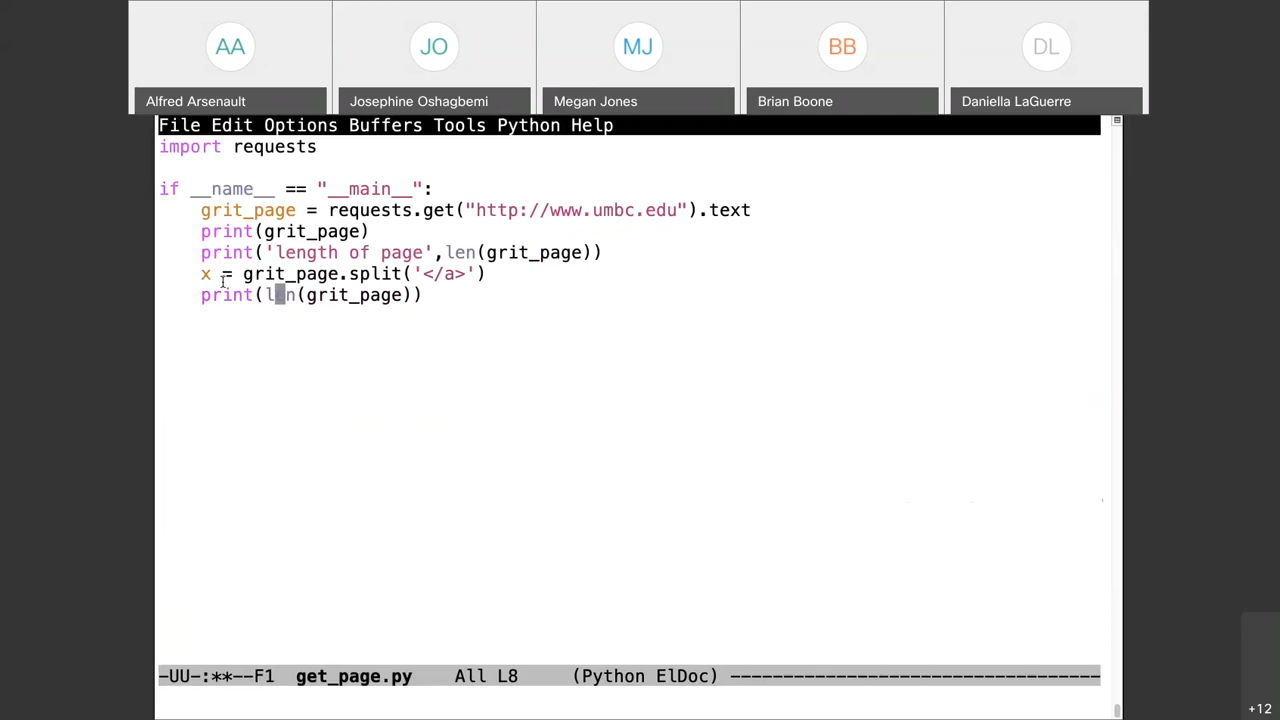 AA JO MJ BB DL
Alfred Arsenault Josephine Oshagbemi Megan Jones Brian Boone Daniella LaGuerre
File Edit Options Buffers Tools Python Help
import requests
if __name__ == "__main__":
    grit_page = requests.get("http://www.umbc.edu").text
    print(grit_page)
    print('length of page',len(grit_page))
    x = grit_page.split('</a>')
    print(len(grit_page))
-UU-:**--F1  get_page.py    All L8     (Python ElDoc) -----------------------------------
+12